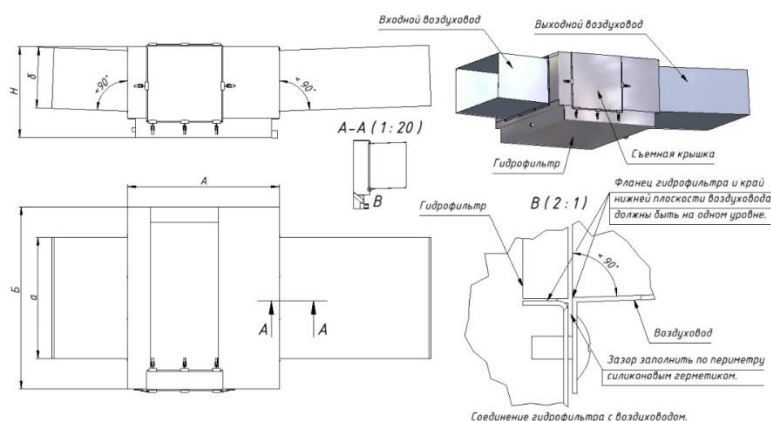 Входной воздуховод
Выходной воздуховод
H
б
<90°
<90°
А-А (1:20)
В
Гидрофильтр
Съемная крышка
А
Б
а
А
А
Фланец гидрофильтра и край
нижней плоскости воздуховода
должны быть на одном уровне.
Гидрофильтр
В (2:1)
<90°
Воздуховод
Зазор заполнить по периметру
силиконовым герметиком.
Соединение гидрофильтра с воздуховодом.